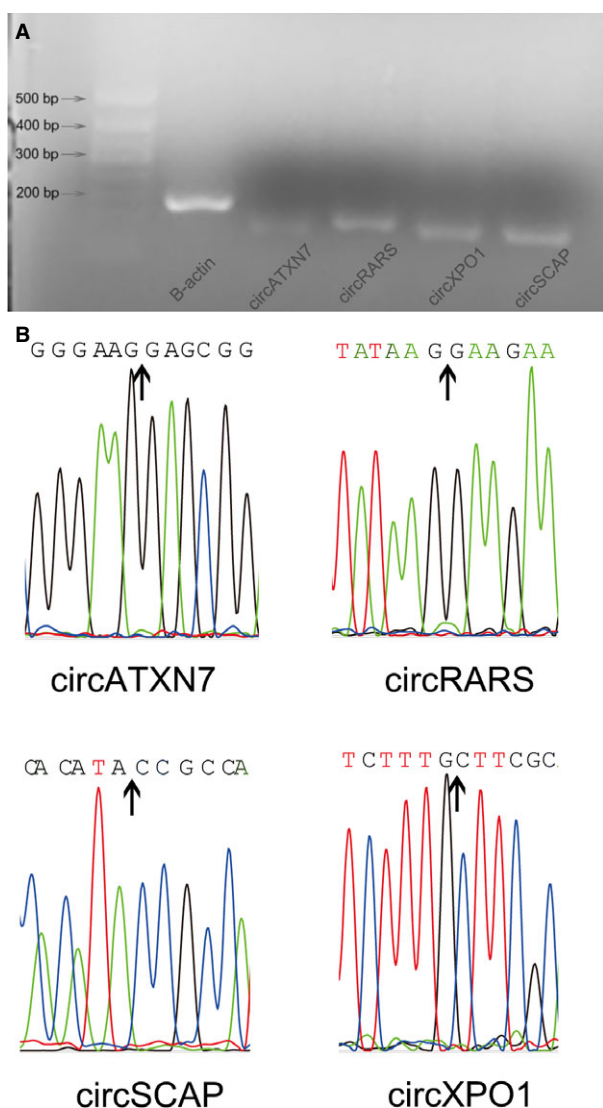 A
500 bp
400 bp
300 bp
200 bp
B-actin
circATXN7
circRARS
circXPO1
circSCAP
B
GGGAAGGAGCGG
TATAAGGAAGAA
circATXN7
circRARS
CACATACCGCCA
TCTTTGCTTCGC
circSCAP
circXPO1